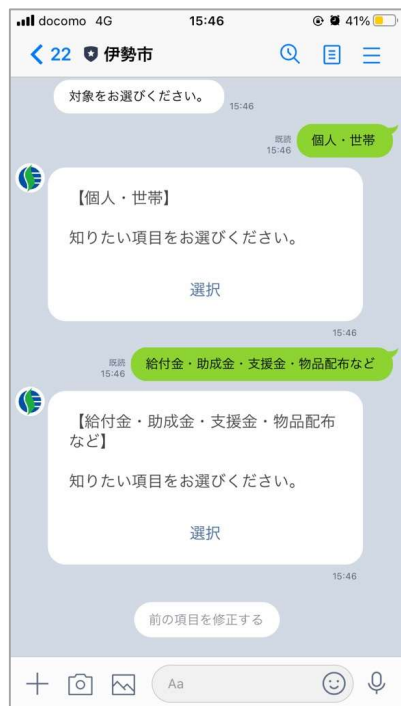 docomo 4G 15:46 41%
22 伊勢市
対象をお選びください。
15:46
既読
15:46
個人・世帯
【個人・世帯】
知りたい項目をお選びください。
選択
15:46
既読
15:46
給付金・助成金・支援金・物品配布など
【給付金・助成金・支援金・物品配布
など】
知りたい項目をお選びください。
選択
15:46
前の項目を修正する
Aa